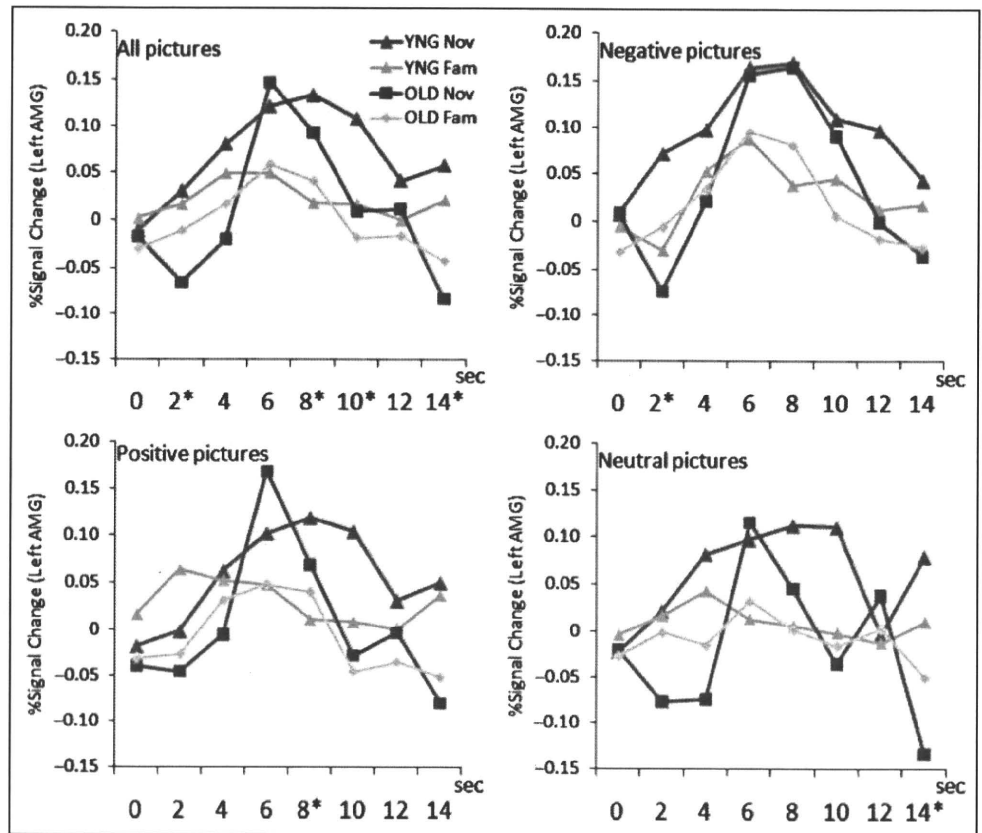 All pictures
YNG Nov
YNG Fam
OLD Nov
OLD Fam
%Signal Change (Left AMG)
0.20
0.15
0.10
0.05
0
−0.05
−0.10
−0.15
sec
0 2* 4 6 8* 10* 12 14*
Negative pictures
%Signal Change (Left AMG)
0.20
0.15
0.10
0.05
0
−0.05
−0.10
−0.15
sec
0 2* 4 6 8 10 12 14
Positive pictures
%Signal Change (Left AMG)
0.20
0.15
0.10
0.05
0
−0.05
−0.10
−0.15
sec
0 2 4 6 8* 10 12 14
Neutral pictures
%Signal Change (Left AMG)
0.20
0.15
0.10
0.05
0
−0.05
−0.10
−0.15
sec
0 2 4 6 8 10 12 14*